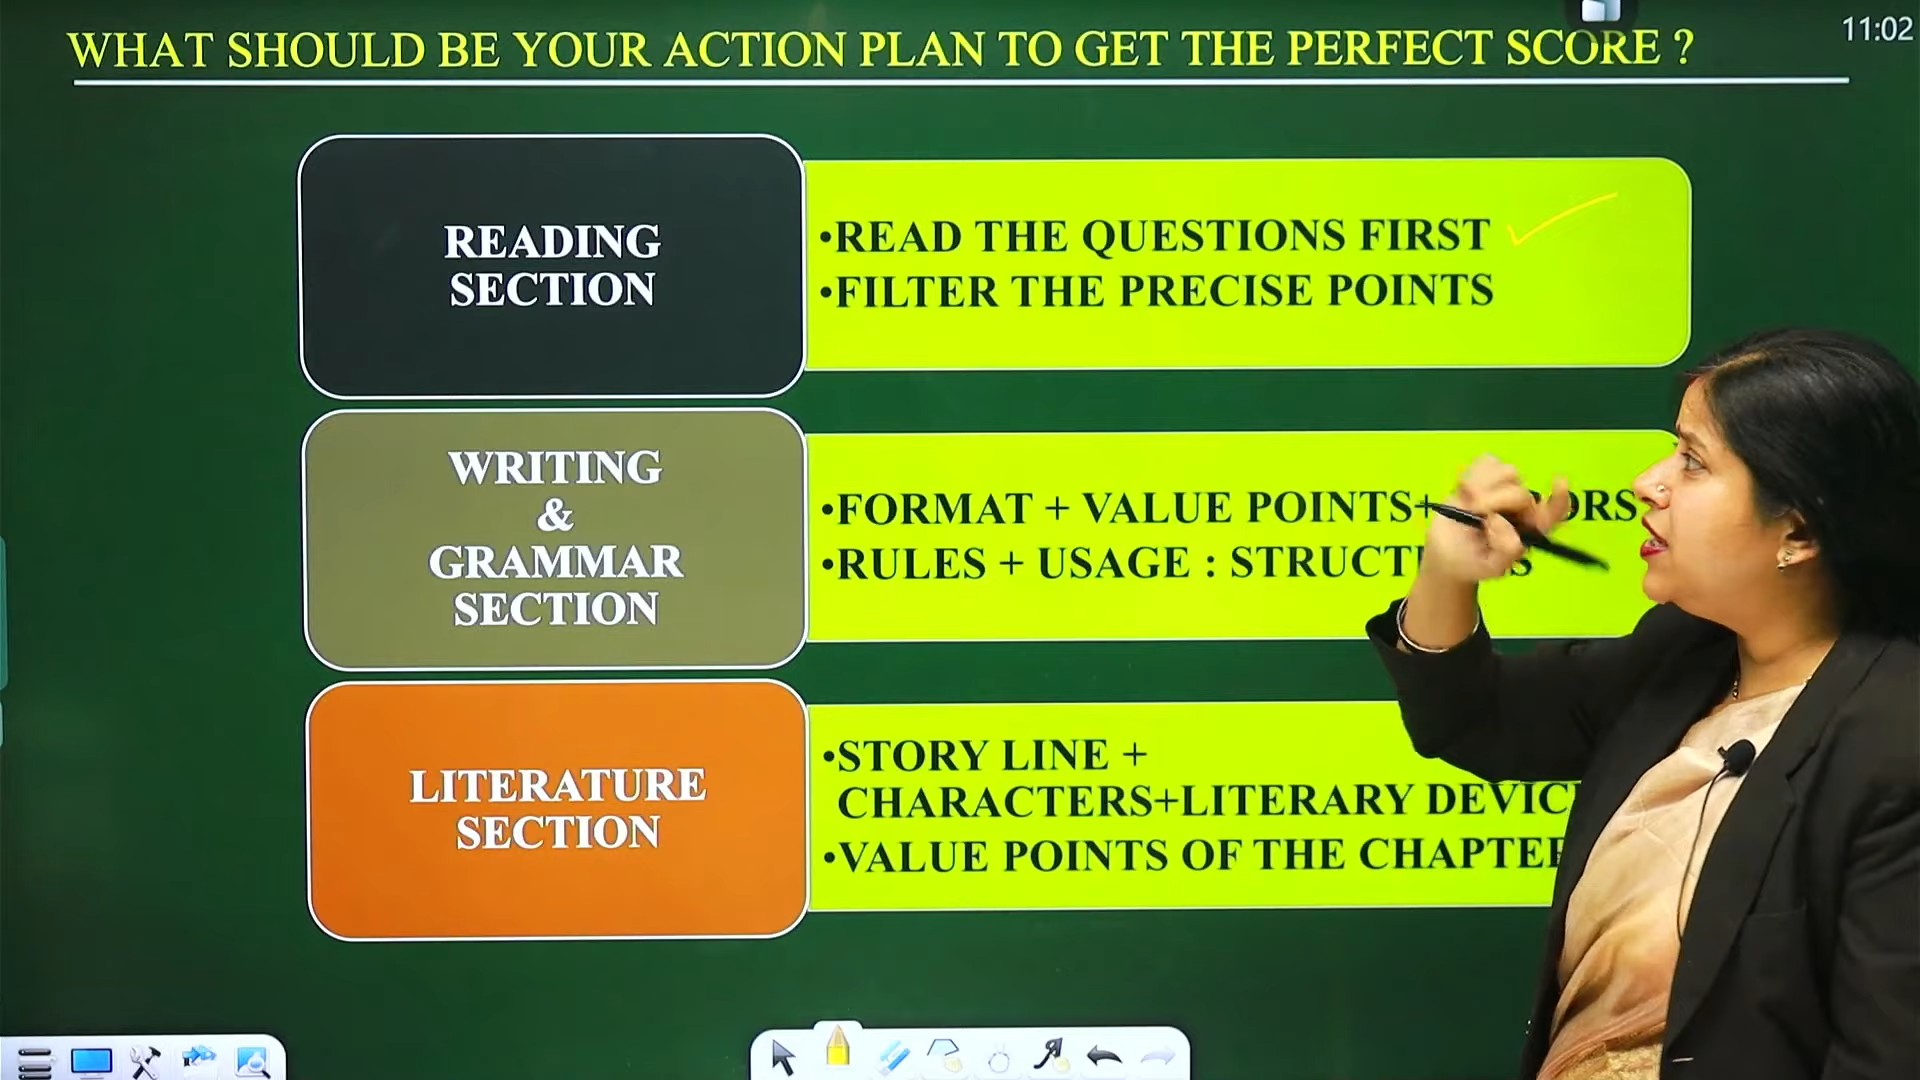 WHAT SHOULD BE YOUR ACTION PLAN TO GET THE PERFECT SCORE ?
11:02
READING
SECTION
•READ THE QUESTIONS FIRST
•FILTER THE PRECISE POINTS
WRITING
&
GRAMMAR
SECTION
•FORMAT + VALUE POINTS+
•RULES + USAGE :
LITERATURE
SECTION
•STORY LINE +
CHARACTERS+LITERARY
•VALUE POINTS OF THE